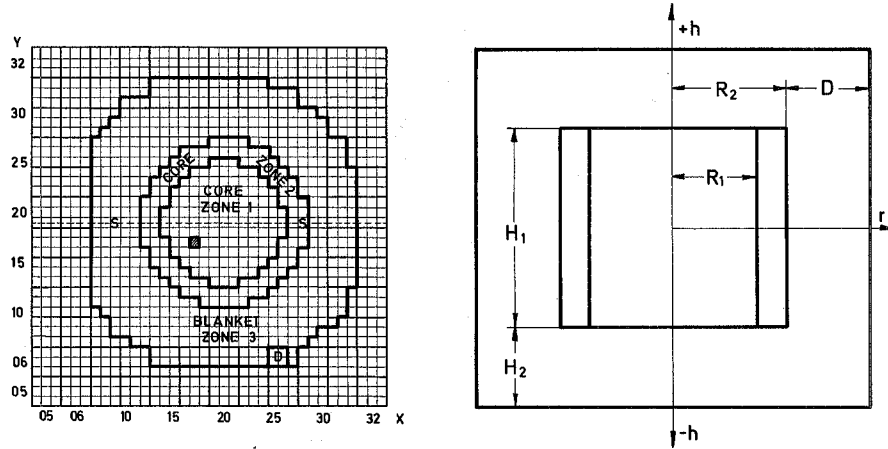 Y
32
30
25
20
15
10
06
05
05 06 10 15 20 25 30 32 X
CORE
ZONE 2
CORE
ZONE 1
S
S
BLANKET
ZONE 3
D
+h
R2
D
H1
R1
r
H2
-h